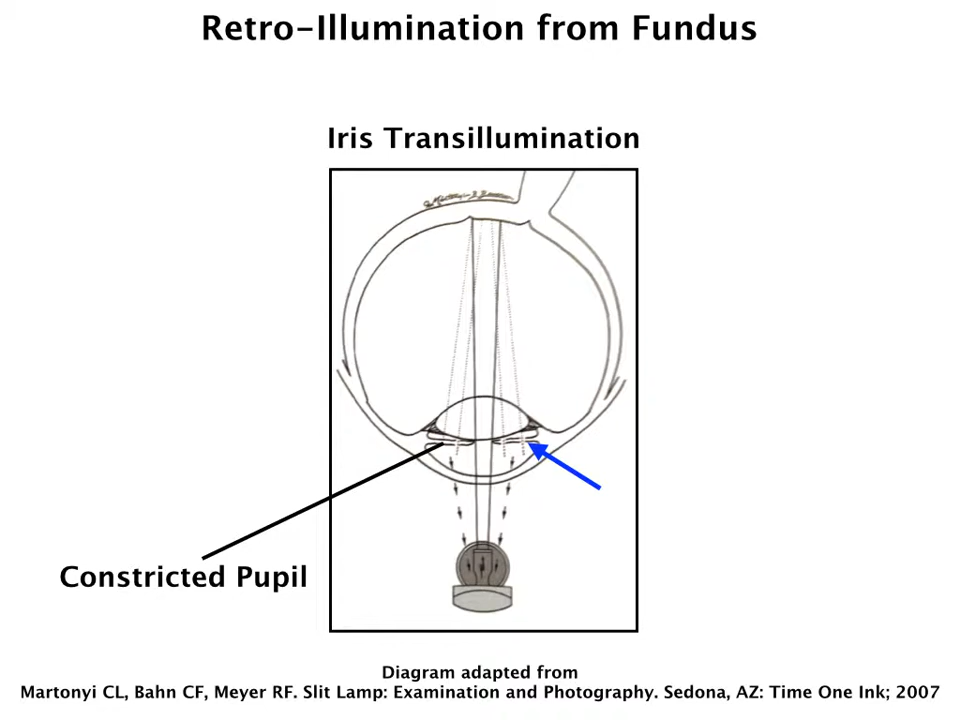 Retro-Illumination from Fundus
Iris Transillumination
Constricted Pupil
Diagram adapted from
Martonyi CL, Bahn CF, Meyer RF. Slit Lamp: Examination and Photography. Sedona, AZ: Time One Ink; 2007